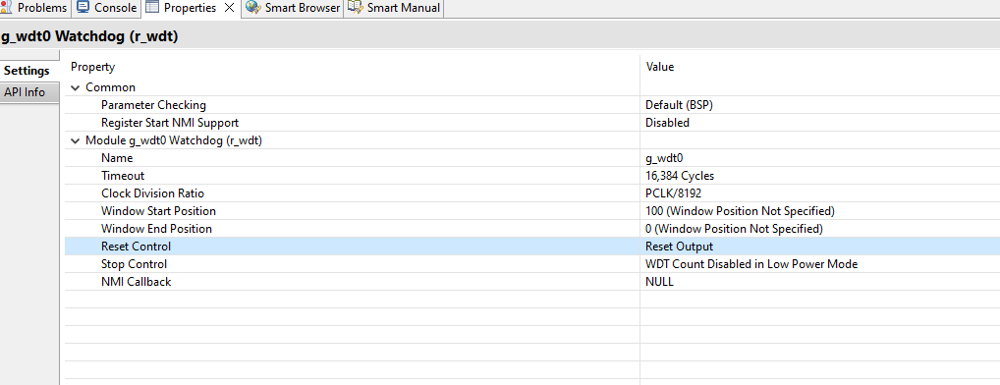 Problems Console Properties Smart Browser Smart Manual
g_wdt0 Watchdog (r_wdt)
Settings
API Info
Property Value
Common
Parameter Checking Default (BSP)
Register Start NMI Support Disabled
Module g_wdt0 Watchdog (r_wdt)
Name g_wdt0
Timeout 16,384 Cycles
Clock Division Ratio PCLK/8192
Window Start Position 100 (Window Position Not Specified)
Window End Position 0 (Window Position Not Specified)
Reset Control Reset Output
Stop Control WDT Count Disabled in Low Power Mode
NMI Callback NULL